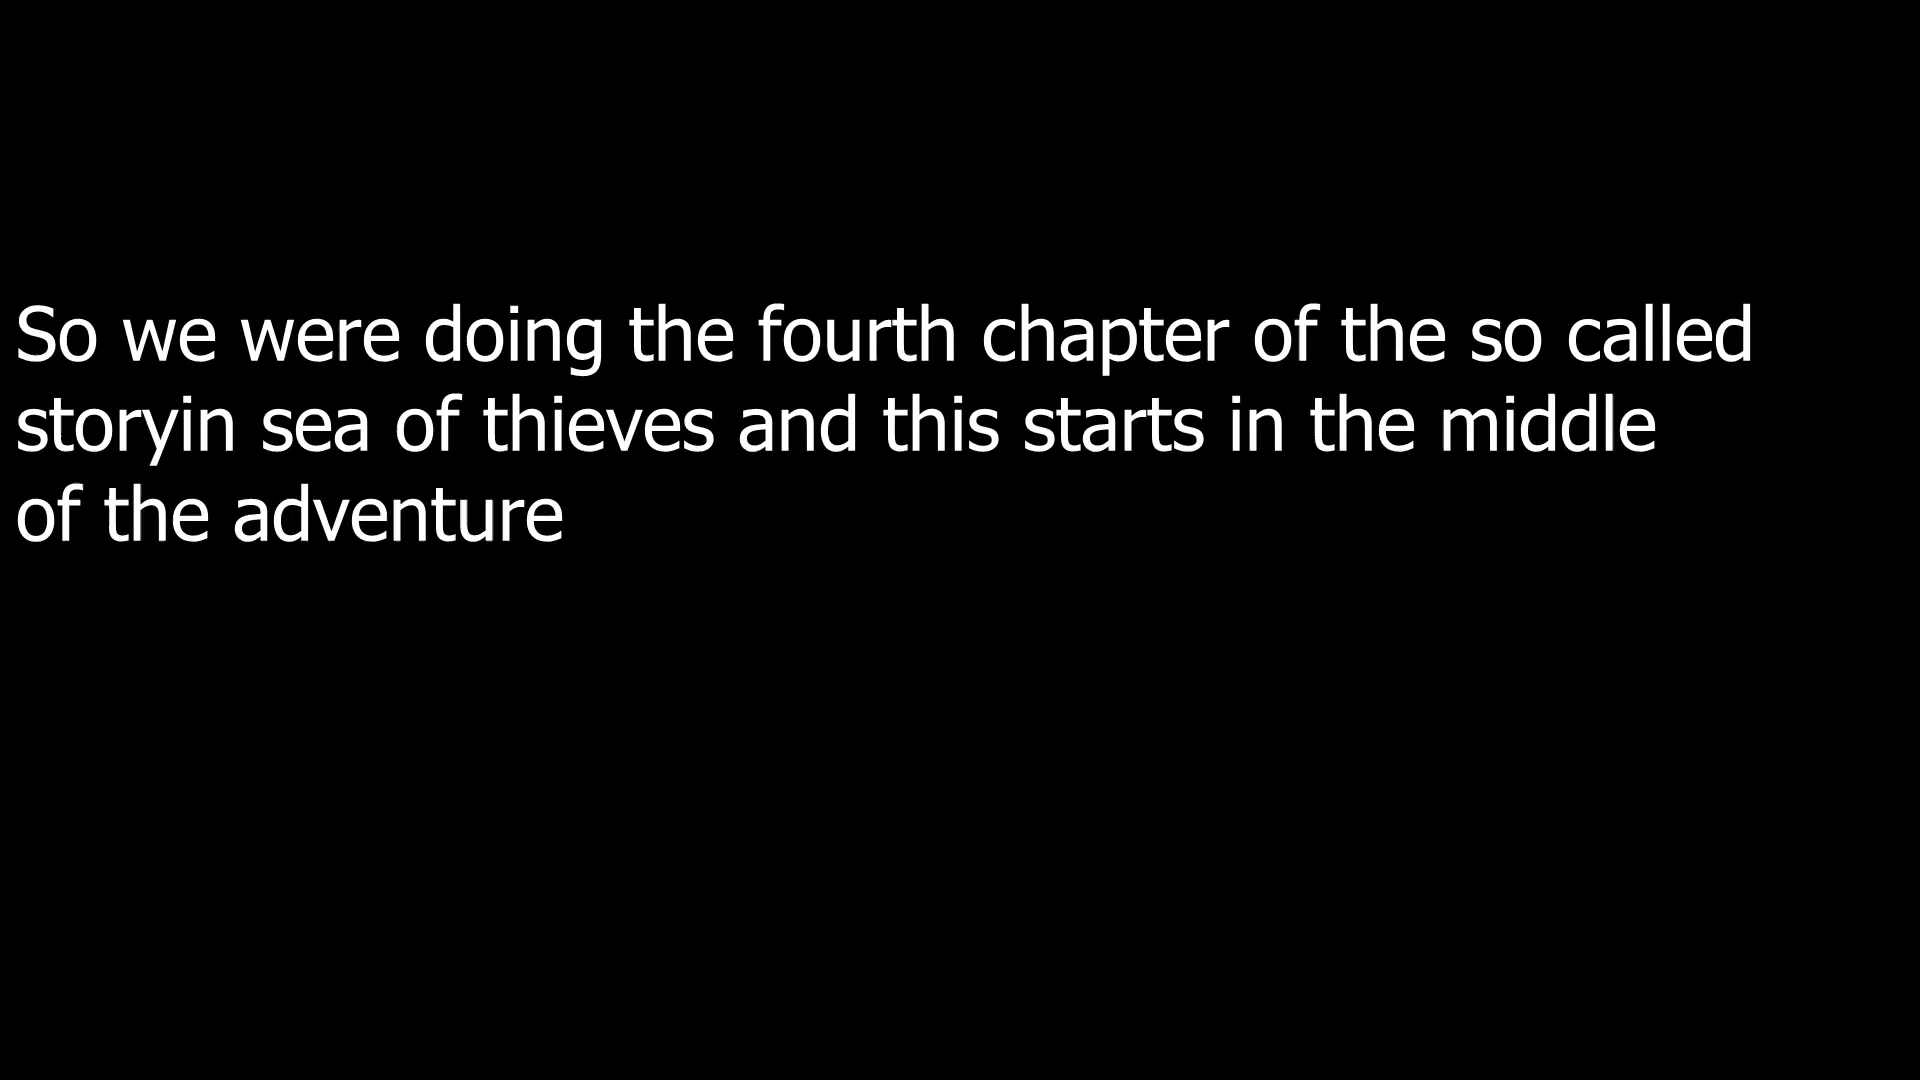 So we were doing the fourth chapter of the so called
storyin sea of thieves and this starts in the middle
of the adventure